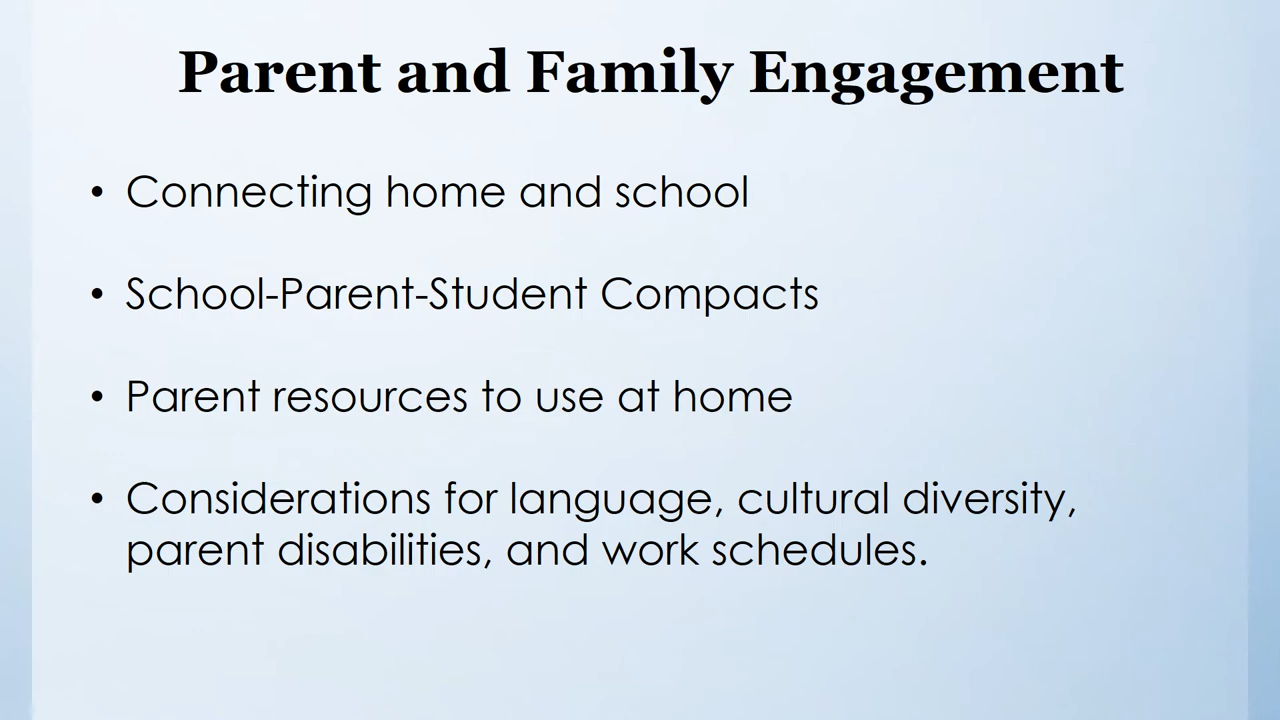 Parent and Family Engagement
• Connecting home and school
• School-Parent-Student Compacts
• Parent resources to use at home
• Considerations for language, cultural diversity,
parent disabilities, and work schedules.